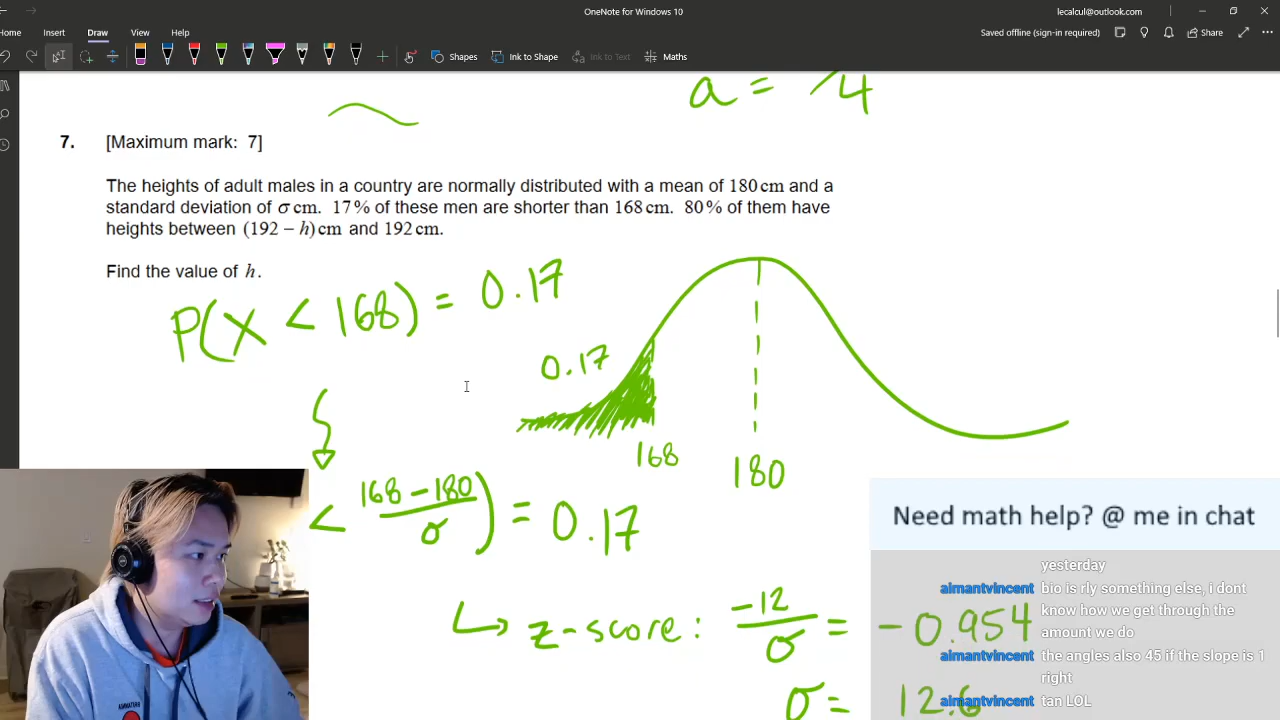 OneNote for Windows 10
lecalcul@outlook.com
Home Insert Draw View Help
Saved offline (sign-in required)
Share
Shapes
Ink to Shape
Ink to Text
Maths
a = 1/4
7. [Maximum mark: 7]
The heights of adult males in a country are normally distributed with a mean of 180 cm and a
standard deviation of σ cm. 17 % of these men are shorter than 168 cm. 80 % of them have
heights between (192 − h) cm and 192 cm.
Find the value of h.
P(X < 168) = 0.17
0.17
168
180
< (168 − 180)/σ) = 0.17
z-score: −12/σ = −0.954
σ = 12.6
Need math help? @ me in chat
yesterday
aimantvincent bio is rly something else, i dont
know how we get through the
amount we do
aimantvincent the angles also 45 if the slope is 1
right
aimantvincent tan LOL